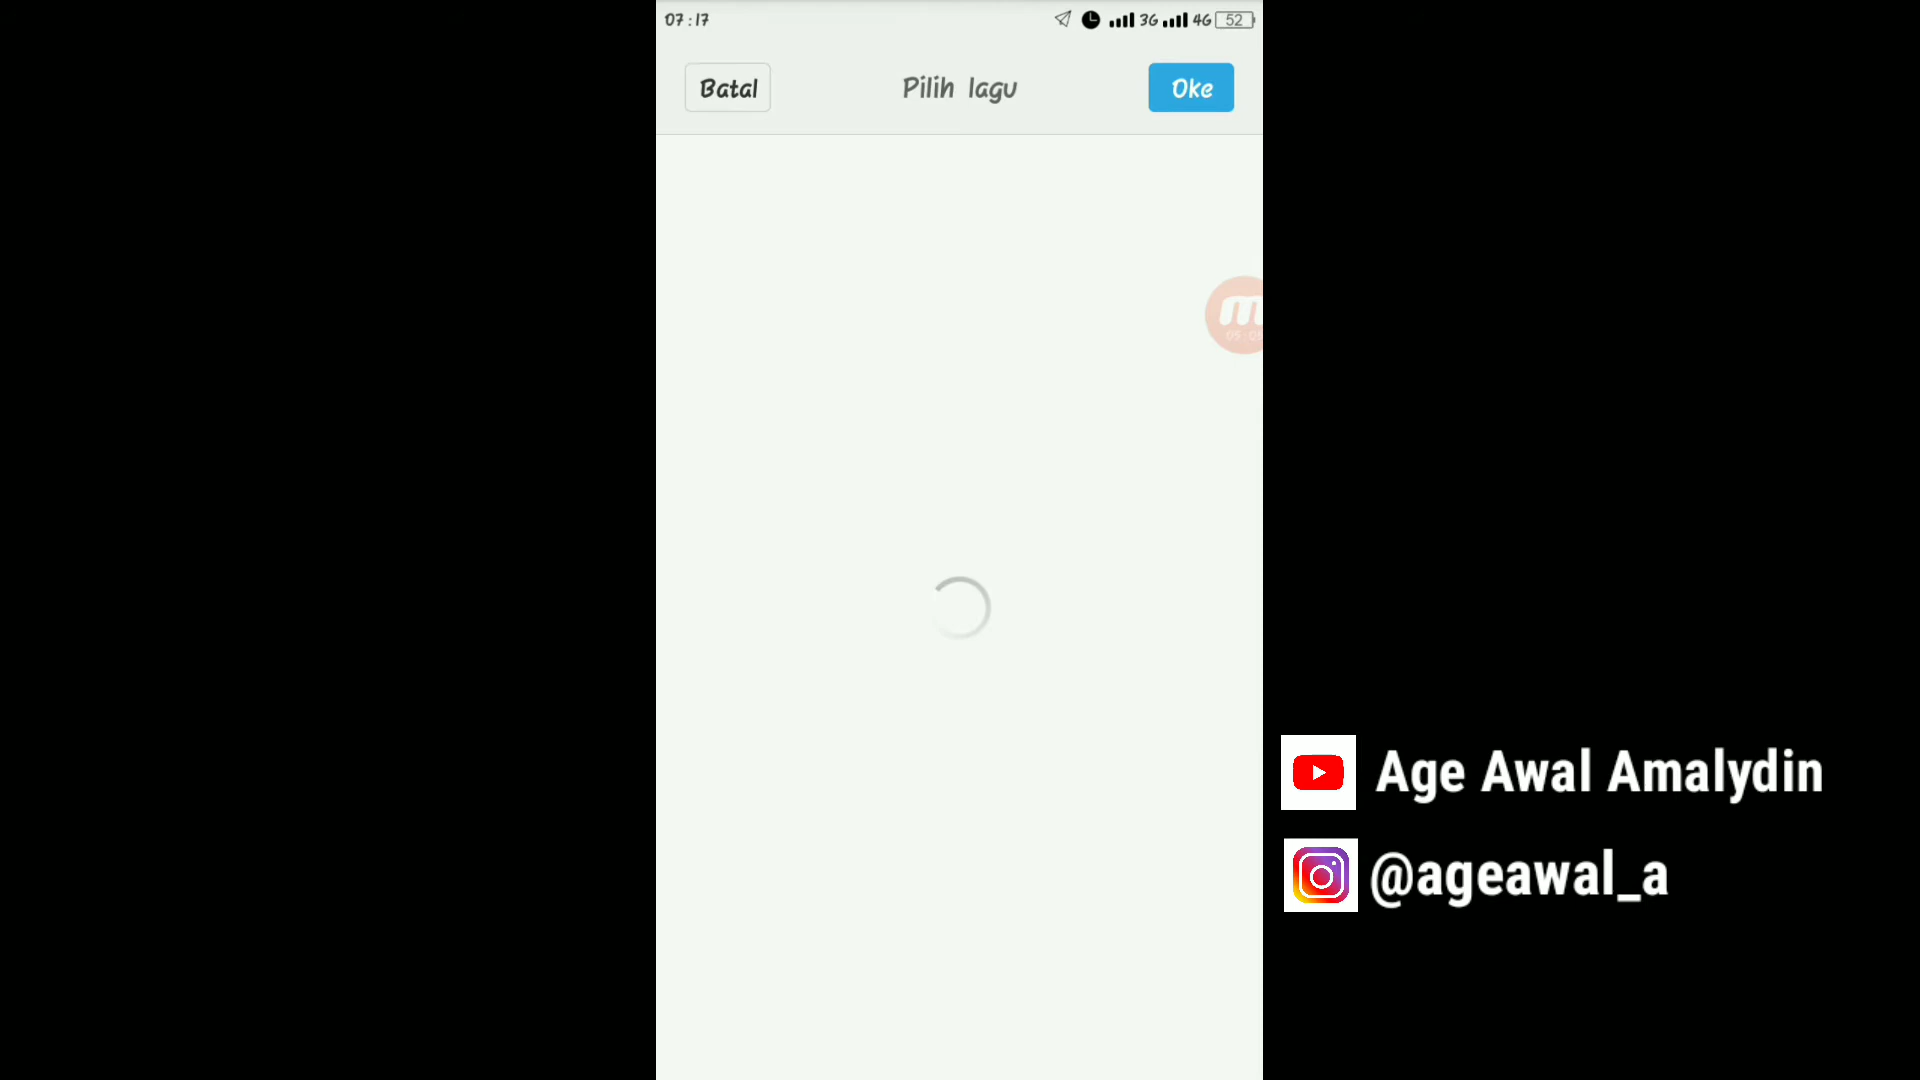 07:17
3G 4G 52
Batal
Pilih lagu
Oke
m
Age Awal Amalydin
@ageawal_a